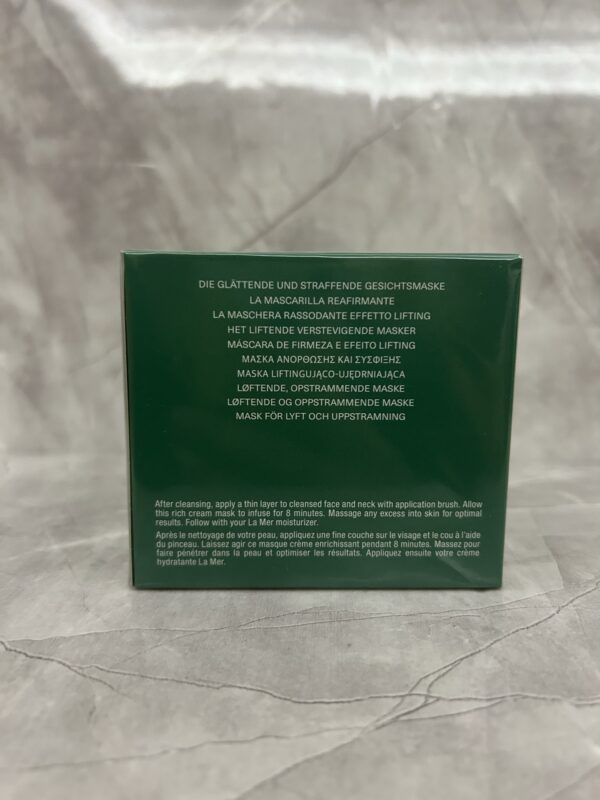 DIE GLÄTTENDE UND STRAFFENDE GESICHTSMASKE
LA MASCARILLA REAFIRMANTE
LA MASCHERA RASSODANTE EFFETTO LIFTING
HET LIFTENDE VERSTEVIGENDE MASKER
MÁSCARA DE FIRMEZA E EFEITO LIFTING
ΜΑΣΚΑ ΑΝΟΡΘΩΣΗΣ ΚΑΙ ΣΥΣΦΙΞΗΣ
MASKA LIFTINGUJĄCO-UJĘDRNIAJĄCA
LØFTENDE, OPSTRAMMENDE MASKE
LØFTENDE OG OPPSTRAMMENDE MASKE
MASK FÖR LYFT OCH UPPSTRAMNING
After cleansing, apply a thin layer to cleansed face and neck with application brush. Allow
this rich cream mask to infuse for 8 minutes. Massage any excess into skin for optimal
results. Follow with your La Mer moisturizer.
Après le nettoyage de votre peau, appliquez une fine couche sur le visage et le cou à l'aide
du pinceau. Laissez agir ce masque crème enrichissant pendant 8 minutes. Massez pour
faire pénétrer dans la peau et optimiser les résultats. Appliquez ensuite votre crème
hydratante La Mer.